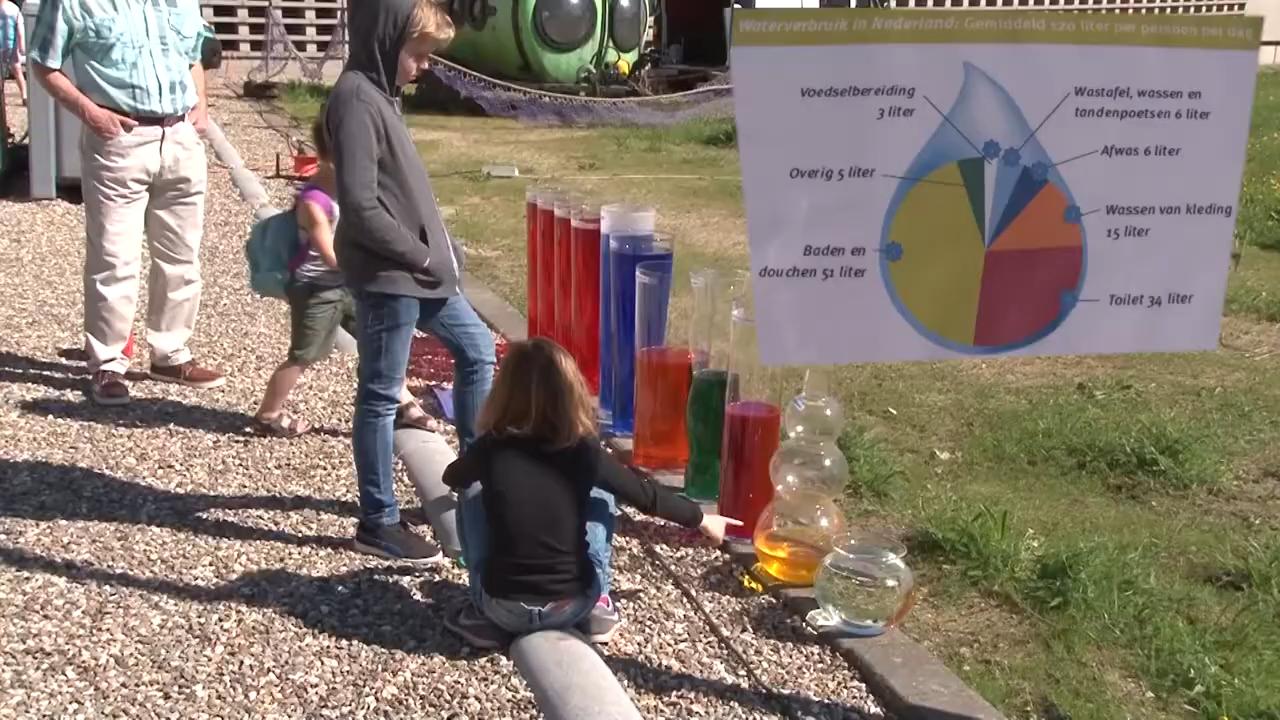 Waterverbruik in Nederland: Gemiddeld 120 liter per persoon per dag
Voedselbereiding
3 liter
Wastafel, wassen en
tandenpoetsen 6 liter
Afwas 6 liter
Overig 5 liter
Wassen van kleding
15 liter
Baden en
douchen 51 liter
Toilet 34 liter